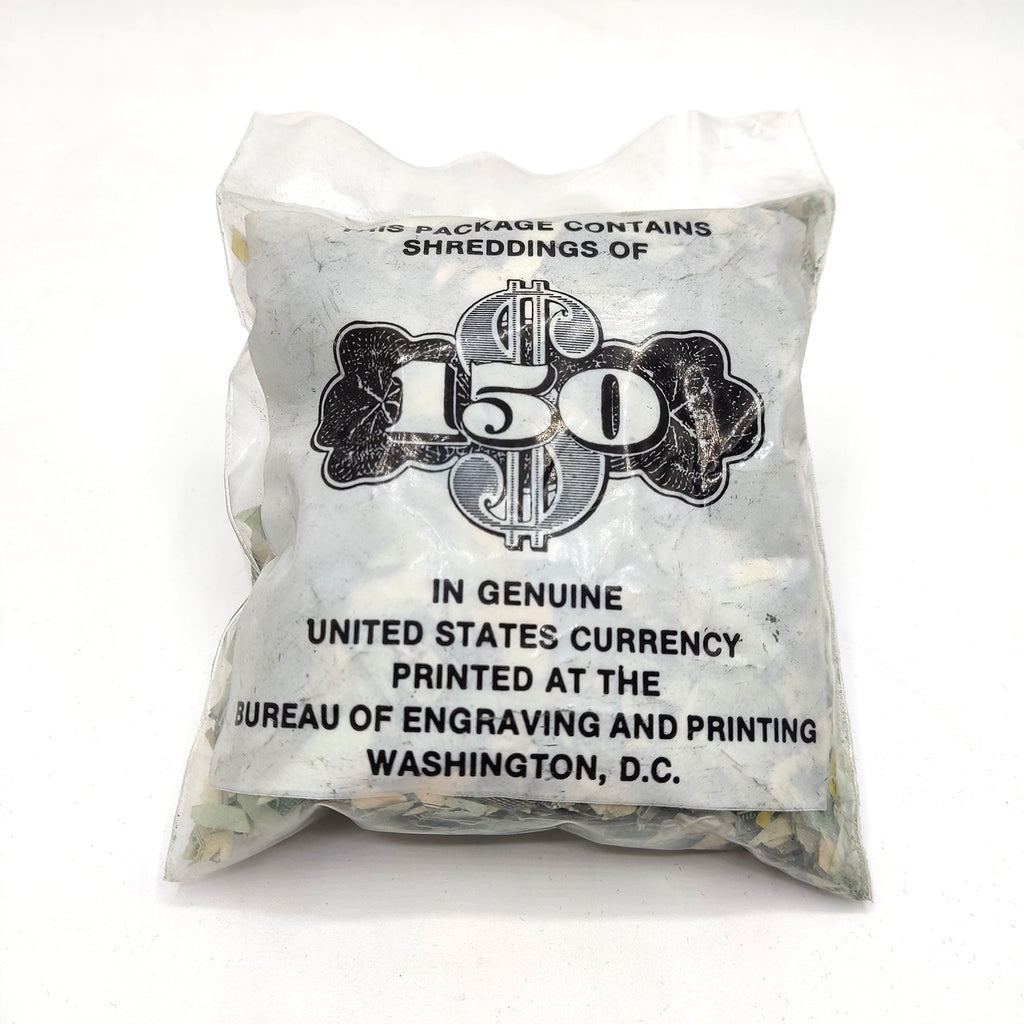 THIS PACKAGE CONTAINS
SHREDDINGS OF
$150
IN GENUINE
UNITED STATES CURRENCY
PRINTED AT THE
BUREAU OF ENGRAVING AND PRINTING
WASHINGTON, D.C.